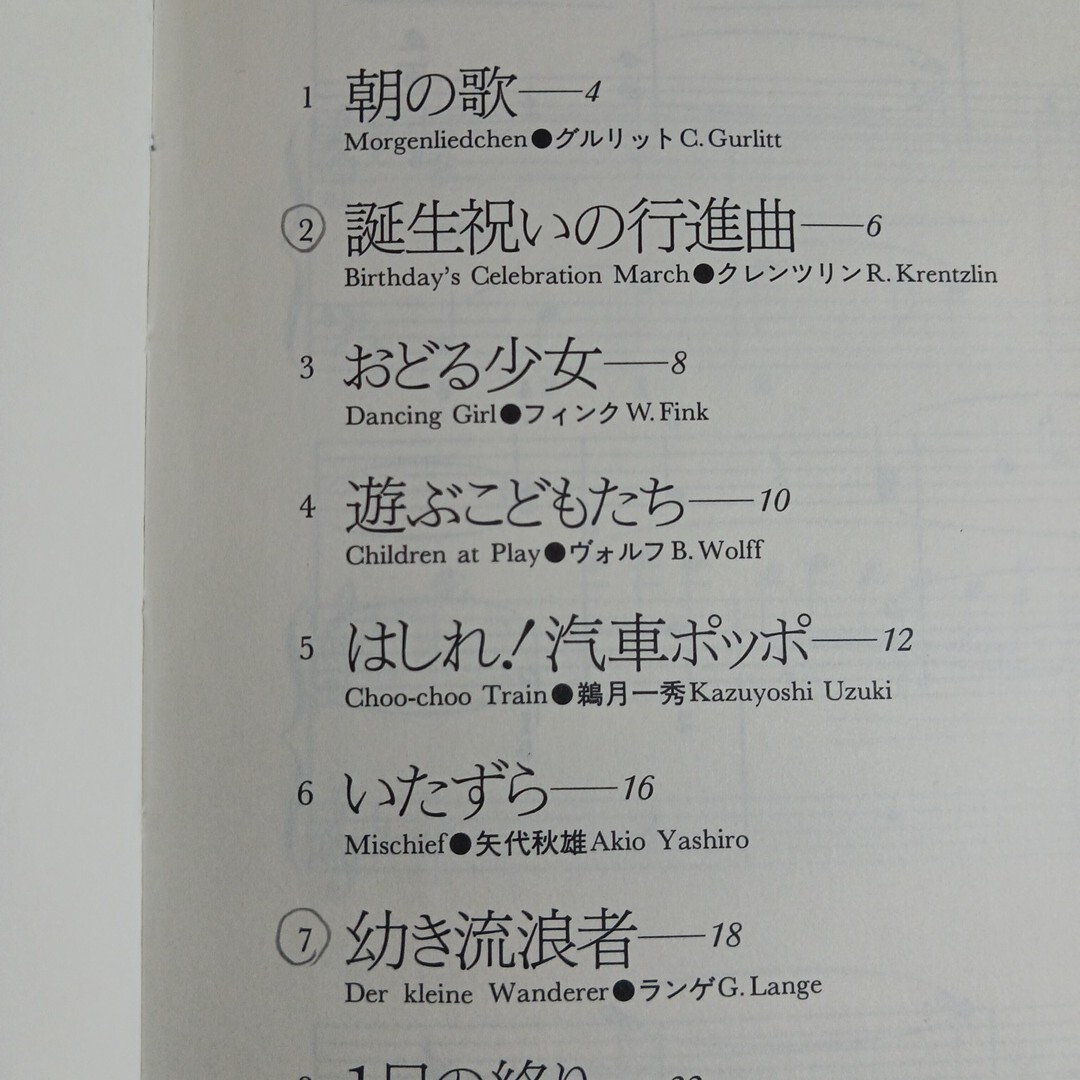 1 朝の歌——4
Morgenliedchen●グルリットC. Gurlitt
2 誕生祝いの行進曲——6
Birthday's Celebration March●クレンツリンR. Krentzlin
3 おどる少女——8
Dancing Girl●フィンクW. Fink
4 遊ぶこどもたち——10
Children at Play●ヴォルフB. Wolff
5 はしれ!汽車ポッポ——12
Choo-choo Train●鵜月一秀Kazuyoshi Uzuki
6 いたずら——16
Mischief●矢代秋雄Akio Yashiro
7 幼き流浪者——18
Der kleine Wanderer●ランゲG. Lange
1日の終り